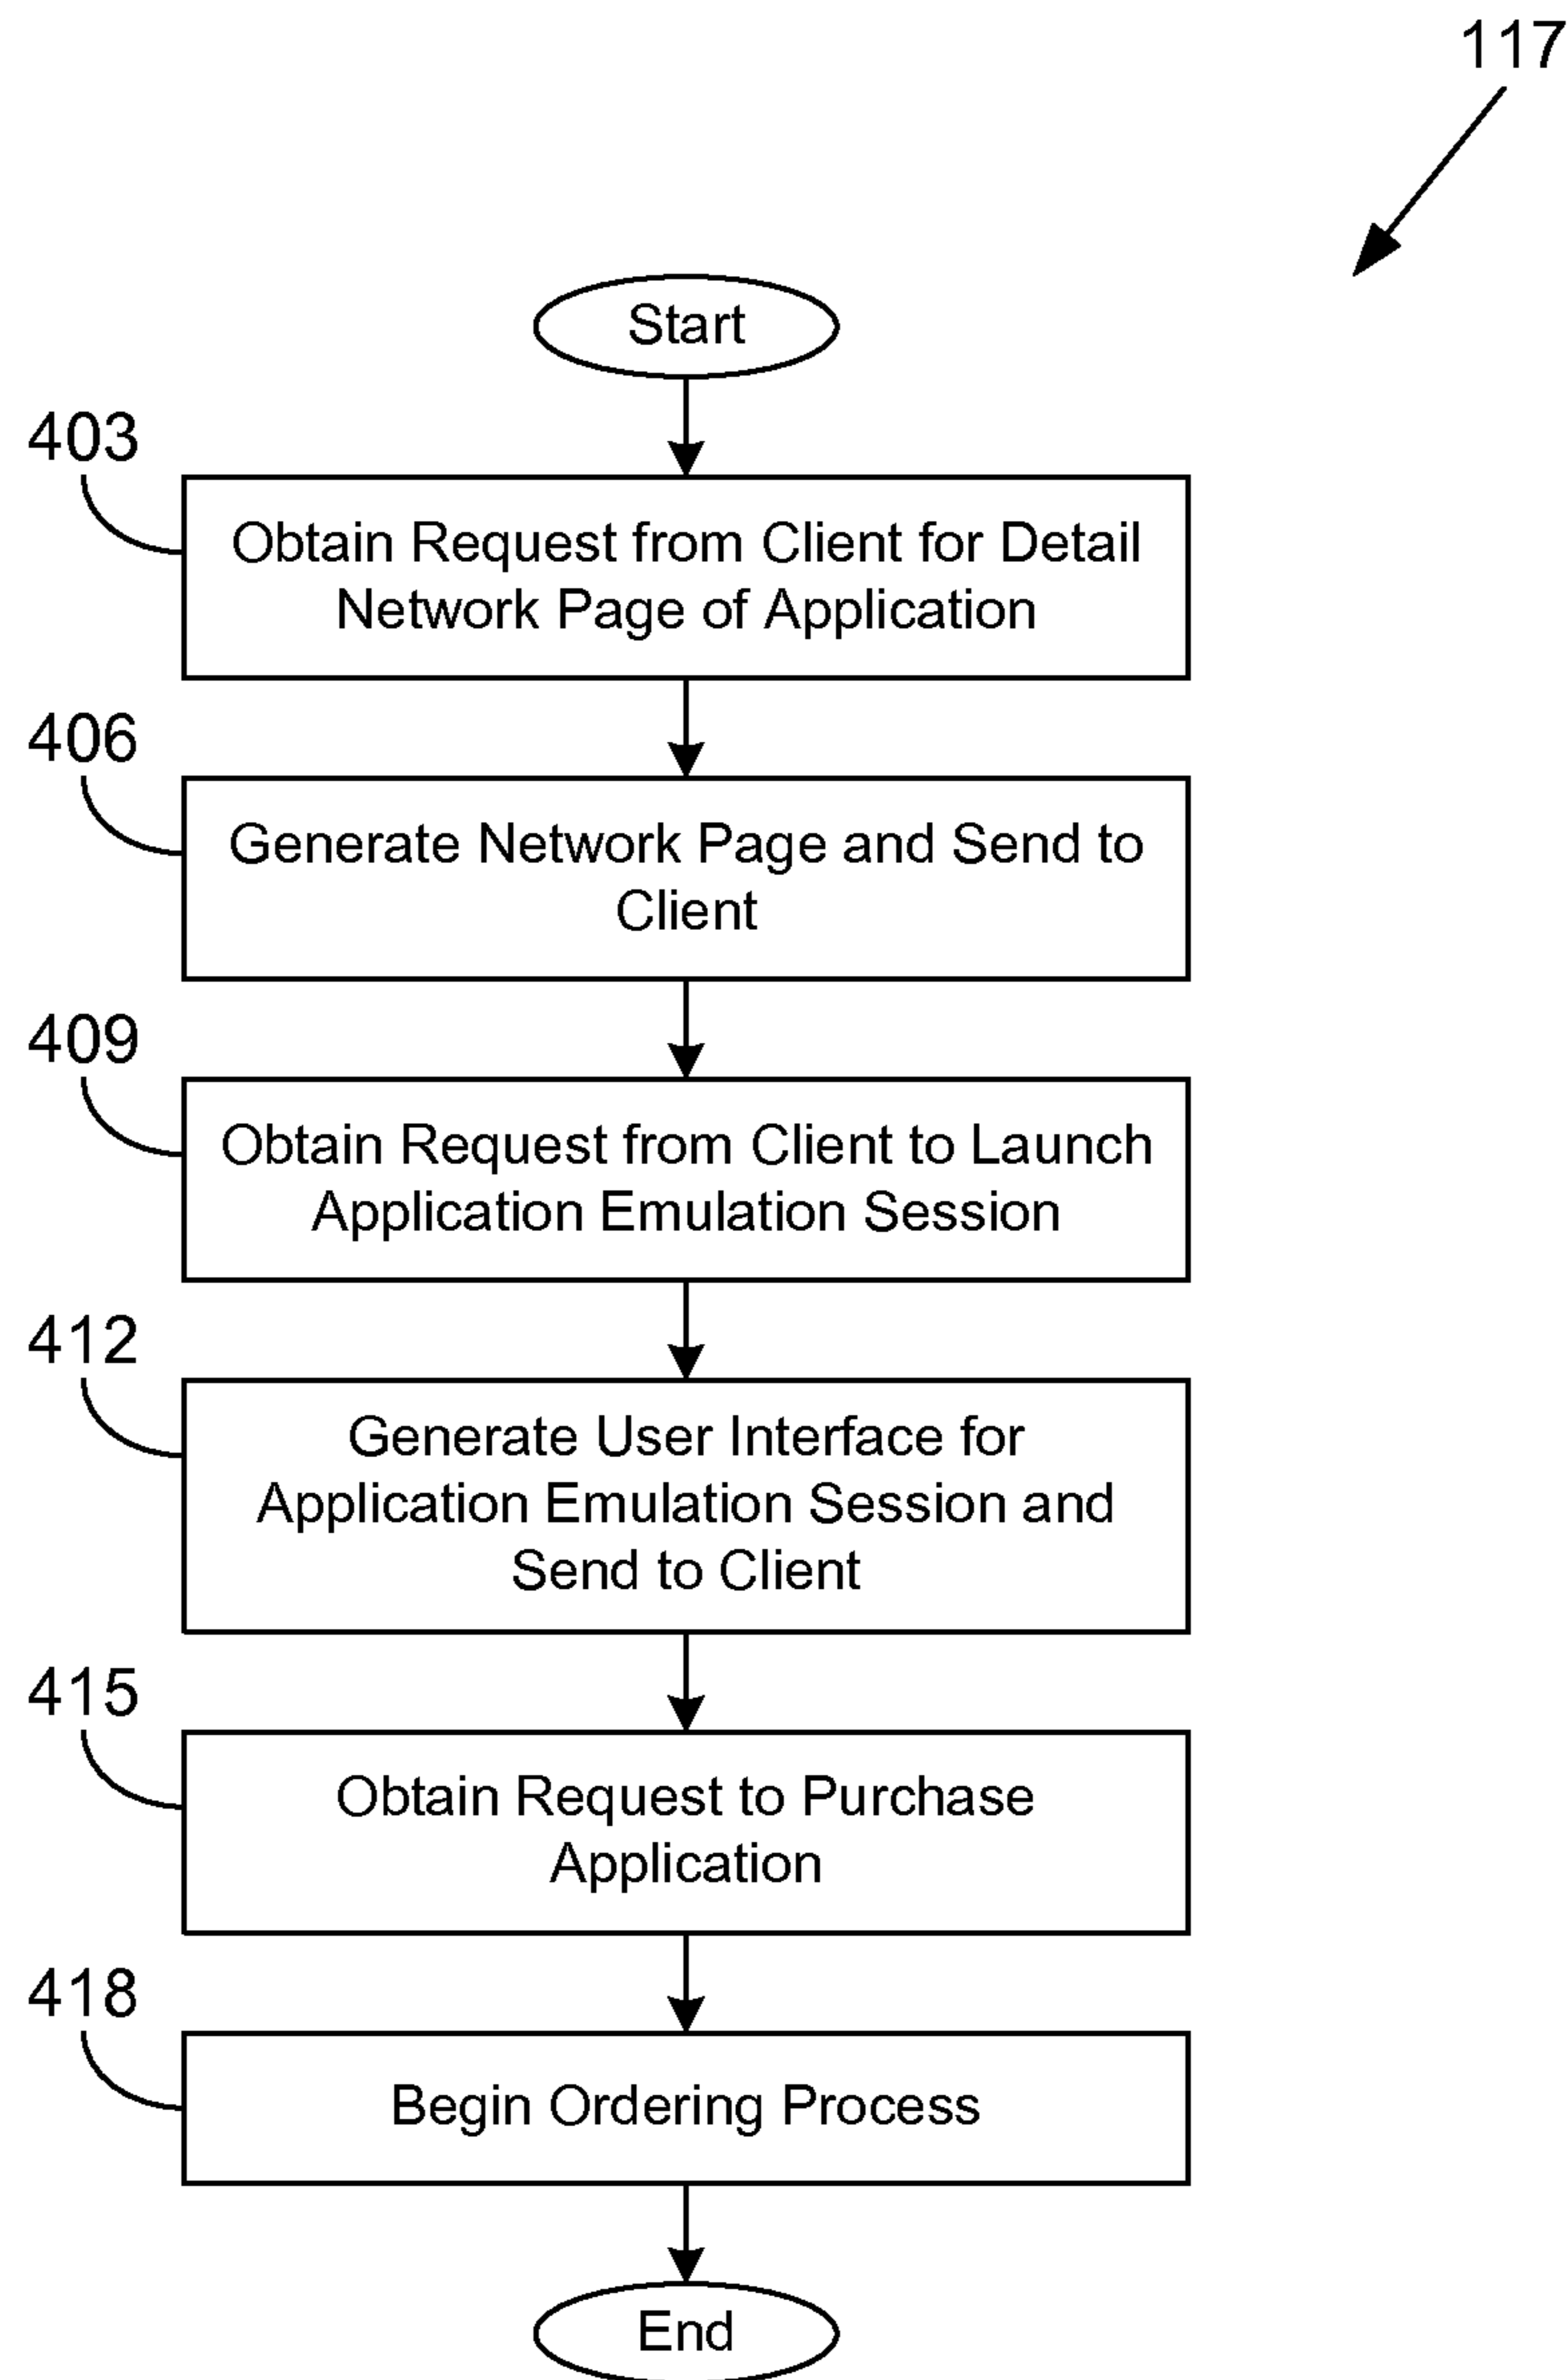 117
Start
403
Obtain Request from Client for Detail
Network Page of Application
406
Generate Network Page and Send to
Client
409
Obtain Request from Client to Launch
Application Emulation Session
412
Generate User Interface for
Application Emulation Session and
Send to Client
415
Obtain Request to Purchase
Application
418
Begin Ordering Process
End